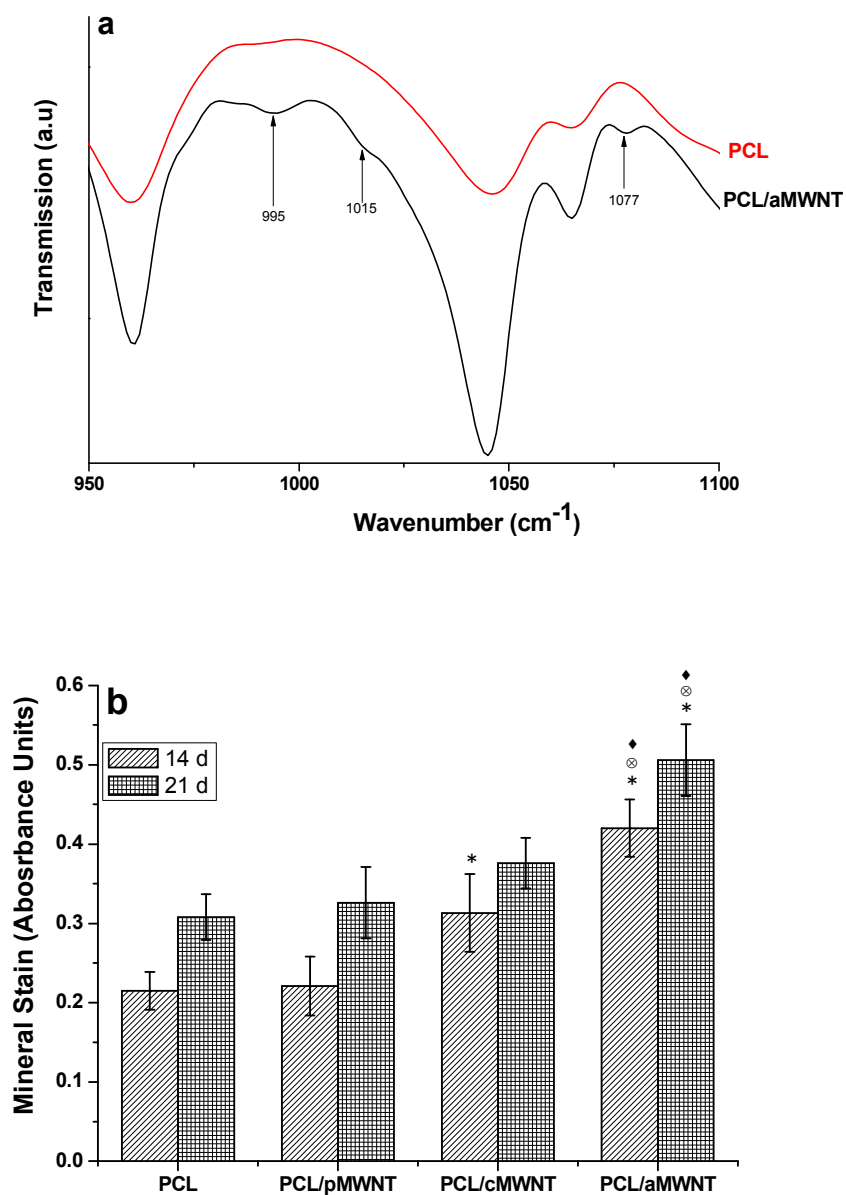 a
Transmission (a.u)
PCL
PCL/aMWNT
995
1015
1077
950
1000
1050
1100
Wavenumber (cm⁻¹)
b
Mineral Stain (Abosrbance Units)
0.6
0.5
0.4
0.3
0.2
0.1
0.0
14 d
21 d
♦
⊗
*
♦
⊗
*
*
PCL
PCL/pMWNT
PCL/cMWNT
PCL/aMWNT